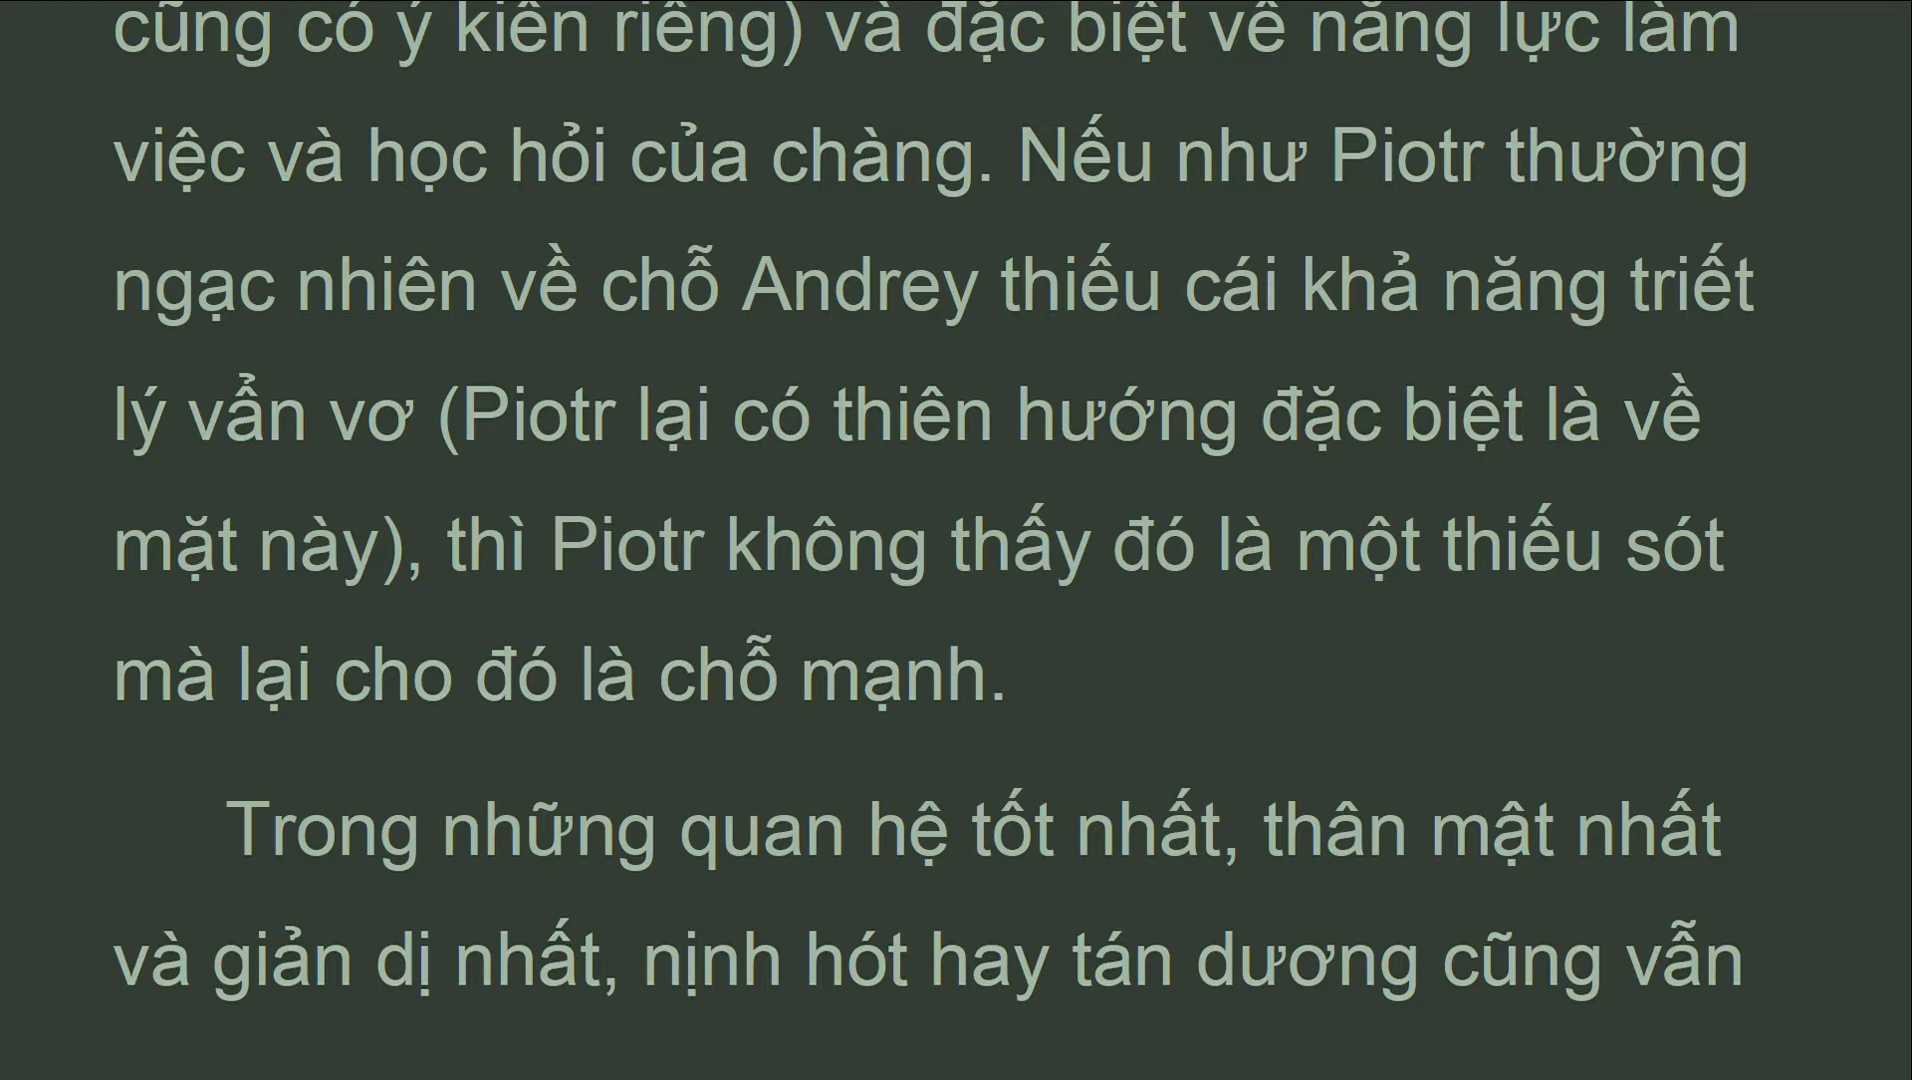 cũng có ý kiến riêng) và đặc biệt về năng lực làm
việc và học hỏi của chàng. Nếu như Piotr thường
ngạc nhiên về chỗ Andrey thiếu cái khả năng triết
lý vẩn vơ (Piotr lại có thiên hướng đặc biệt là về
mặt này), thì Piotr không thấy đó là một thiếu sót
mà lại cho đó là chỗ mạnh.
Trong những quan hệ tốt nhất, thân mật nhất
và giản dị nhất, nịnh hót hay tán dương cũng vẫn